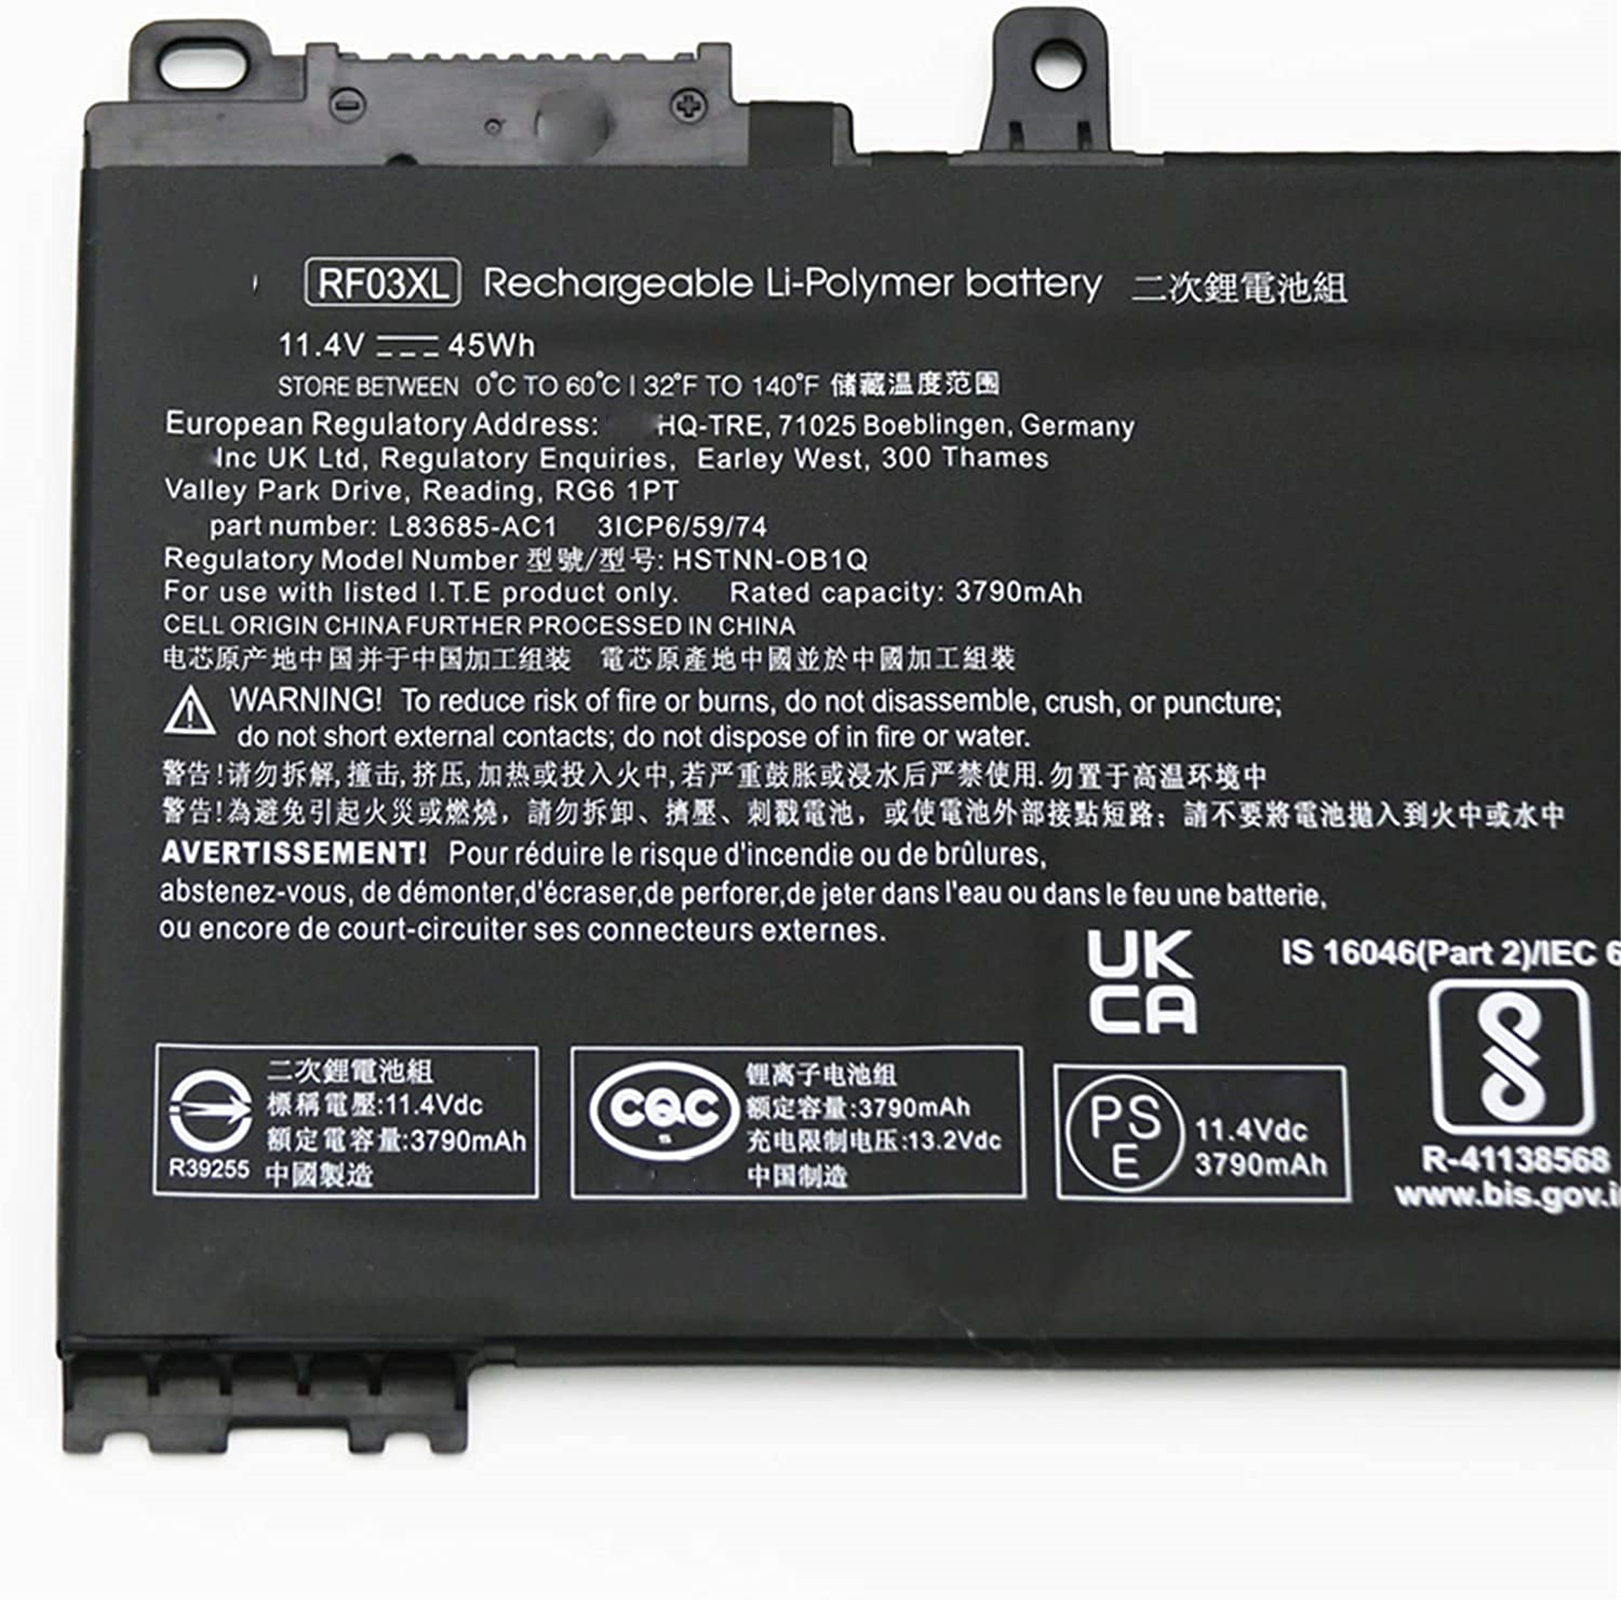 RF03XL Rechargeable Li-Polymer battery 二次鋰電池組
11.4V 45Wh
STORE BETWEEN 0°C TO 60°C | 32°F TO 140°F 储藏温度范围
European Regulatory Address: HQ-TRE, 71025 Boeblingen, Germany
Inc UK Ltd, Regulatory Enquiries, Earley West, 300 Thames
Valley Park Drive, Reading, RG6 1PT
part number: L83685-AC1 3ICP6/59/74
Regulatory Model Number 型號/型号: HSTNN-OB1Q
For use with listed I.T.E product only. Rated capacity: 3790mAh
CELL ORIGIN CHINA FURTHER PROCESSED IN CHINA
电芯原产地中国并于中国加工组装 電芯原產地中國並於中國加工組裝
WARNING! To reduce risk of fire or burns, do not disassemble, crush, or puncture;
do not short external contacts; do not dispose of in fire or water.
警告!请勿拆解,撞击,挤压,加热或投入火中,若严重鼓胀或浸水后严禁使用.勿置于高温环境中
警告!為避免引起火災或燃燒，請勿拆卸、擠壓、刺戳電池，或使電池外部接點短路；請不要將電池拋入到火中或水中
AVERTISSEMENT! Pour réduire le risque d'incendie ou de brûlures,
abstenez-vous, de démonter,d'écraser,de perforer,de jeter dans l'eau ou dans le feu une batterie,
ou encore de court-circuiter ses connecteurs externes.
UK
CA
IS 16046(Part 2)/IEC 6
R-41138568
www.bis.gov.i
二次鋰電池組
標稱電壓:11.4Vdc
額定電容量:3790mAh
R39255 中國製造
CQC
S
锂离子电池组
额定容量:3790mAh
充电限制电压:13.2Vdc
中国制造
PS
E
11.4Vdc
3790mAh